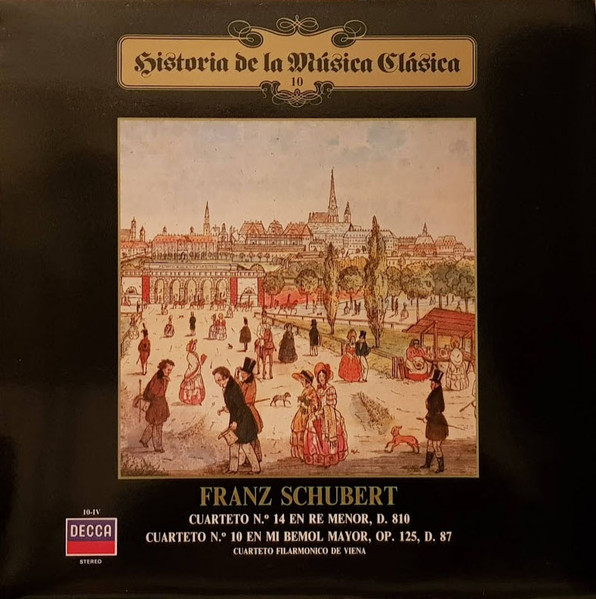 Historia de la Música Clásica
10
FRANZ SCHUBERT
CUARTETO N.º 14 EN RE MENOR, D. 810
CUARTETO N.º 10 EN MI BEMOL MAYOR, OP. 125, D. 87
CUARTETO FILARMONICO DE VIENA
10-IV
DECCA
STEREO